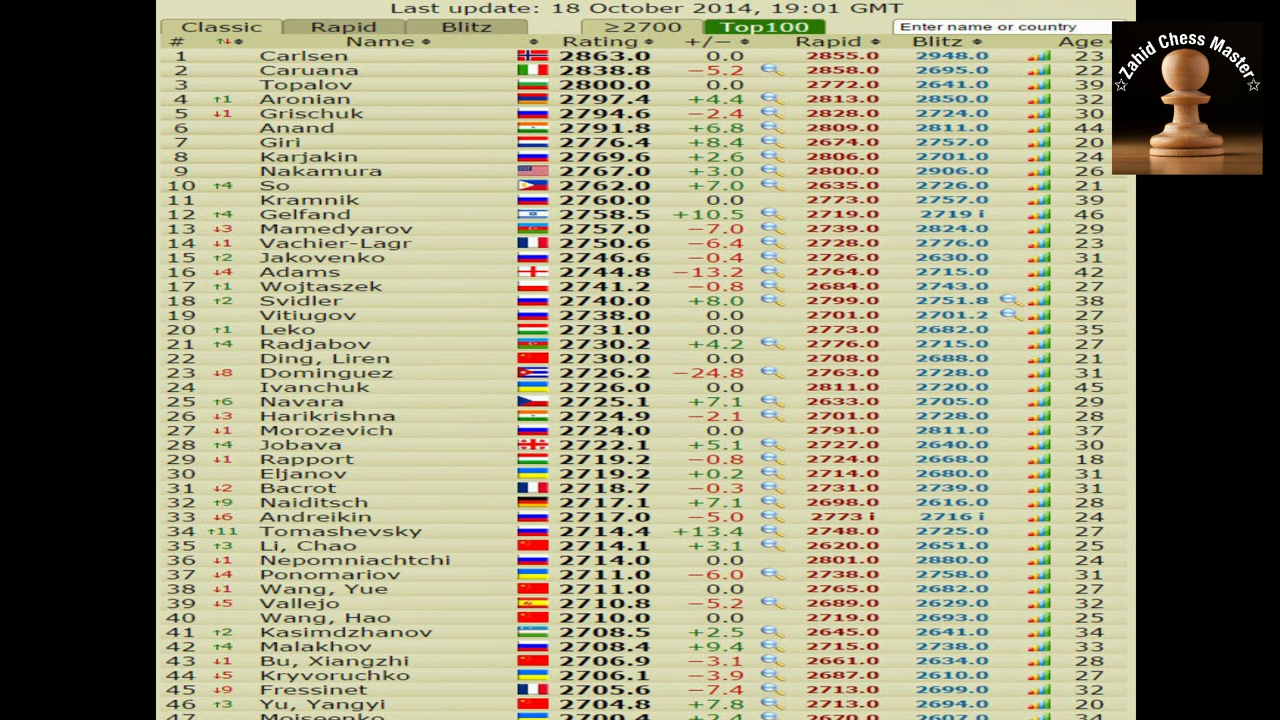 Last update: 18 October 2014, 19:01 GMT
Classic Rapid Blitz ≥2700 Top100 Enter name or country
# ↑↓ Name Rating +/− Rapid Blitz Age
1 Carlsen 2863.0 0.0 2855.0 2948.0 23
2 Caruana 2838.8 −5.2 2858.0 2695.0 22
3 Topalov 2800.0 0.0 2772.0 2641.0 39
4 ↑1 Aronian 2797.4 +4.4 2813.0 2850.0 32
5 ↓1 Grischuk 2794.6 −2.4 2828.0 2724.0 30
6 Anand 2791.8 +6.8 2809.0 2811.0 44
7 Giri 2776.4 +8.4 2674.0 2757.0 20
8 Karjakin 2769.6 +2.6 2806.0 2701.0 24
9 Nakamura 2767.0 +3.0 2800.0 2906.0 26
10 ↑4 So 2762.0 +7.0 2635.0 2726.0 21
11 Kramnik 2760.0 0.0 2773.0 2757.0 39
12 ↑4 Gelfand 2758.5 +10.5 2719.0 2719 i 46
13 ↓3 Mamedyarov 2757.0 −7.0 2739.0 2824.0 29
14 ↓1 Vachier-Lagr 2750.6 −6.4 2728.0 2776.0 23
15 ↑2 Jakovenko 2746.6 −0.4 2726.0 2630.0 31
16 ↓4 Adams 2744.8 −13.2 2764.0 2715.0 42
17 ↑1 Wojtaszek 2741.2 −0.8 2684.0 2743.0 27
18 ↑2 Svidler 2740.0 +8.0 2799.0 2751.8 38
19 Vitiugov 2738.0 0.0 2701.0 2701.2 27
20 ↑1 Leko 2731.0 0.0 2773.0 2682.0 35
21 ↑4 Radjabov 2730.2 +4.2 2776.0 2715.0 27
22 Ding, Liren 2730.0 0.0 2708.0 2688.0 21
23 ↓8 Dominguez 2726.2 −24.8 2763.0 2728.0 31
24 Ivanchuk 2726.0 0.0 2811.0 2720.0 45
25 ↑6 Navara 2725.1 +7.1 2633.0 2705.0 29
26 ↓3 Harikrishna 2724.9 −2.1 2701.0 2728.0 28
27 ↓1 Morozevich 2724.0 0.0 2791.0 2811.0 37
28 ↑4 Jobava 2722.1 +5.1 2727.0 2640.0 30
29 ↓1 Rapport 2719.2 −0.8 2724.0 2668.0 18
30 Eljanov 2719.2 +0.2 2714.0 2680.0 31
31 ↓2 Bacrot 2718.7 −0.3 2731.0 2739.0 31
32 ↑9 Naiditsch 2717.1 +7.1 2698.0 2616.0 28
33 ↓6 Andreikin 2717.0 −5.0 2773 i 2716 i 24
34 ↑11 Tomashevsky 2714.4 +13.4 2748.0 2725.0 27
35 ↑3 Li, Chao 2714.1 +3.1 2620.0 2651.0 25
36 ↓1 Nepomniachtchi 2714.0 0.0 2801.0 2880.0 24
37 ↓4 Ponomariov 2711.0 −6.0 2738.0 2758.0 31
38 ↓1 Wang, Yue 2711.0 0.0 2765.0 2682.0 27
39 ↓5 Vallejo 2710.8 −5.2 2689.0 2629.0 32
40 Wang, Hao 2710.0 0.0 2719.0 2693.0 25
41 ↑2 Kasimdzhanov 2708.5 +2.5 2645.0 2641.0 34
42 ↑4 Malakhov 2708.4 +9.4 2715.0 2738.0 33
43 ↓1 Bu, Xiangzhi 2706.9 −3.1 2661.0 2634.0 28
44 ↓5 Kryvoruchko 2706.1 −3.9 2687.0 2610.0 27
45 ↓9 Fressinet 2705.6 −7.4 2713.0 2699.0 32
46 ↑3 Yu, Yangyi 2704.8 +7.8 2713.0 2694.0 20
47 Moiseenko 2700.4 +2.4 2670.0 2607.0 34
☆Zahid Chess Master☆